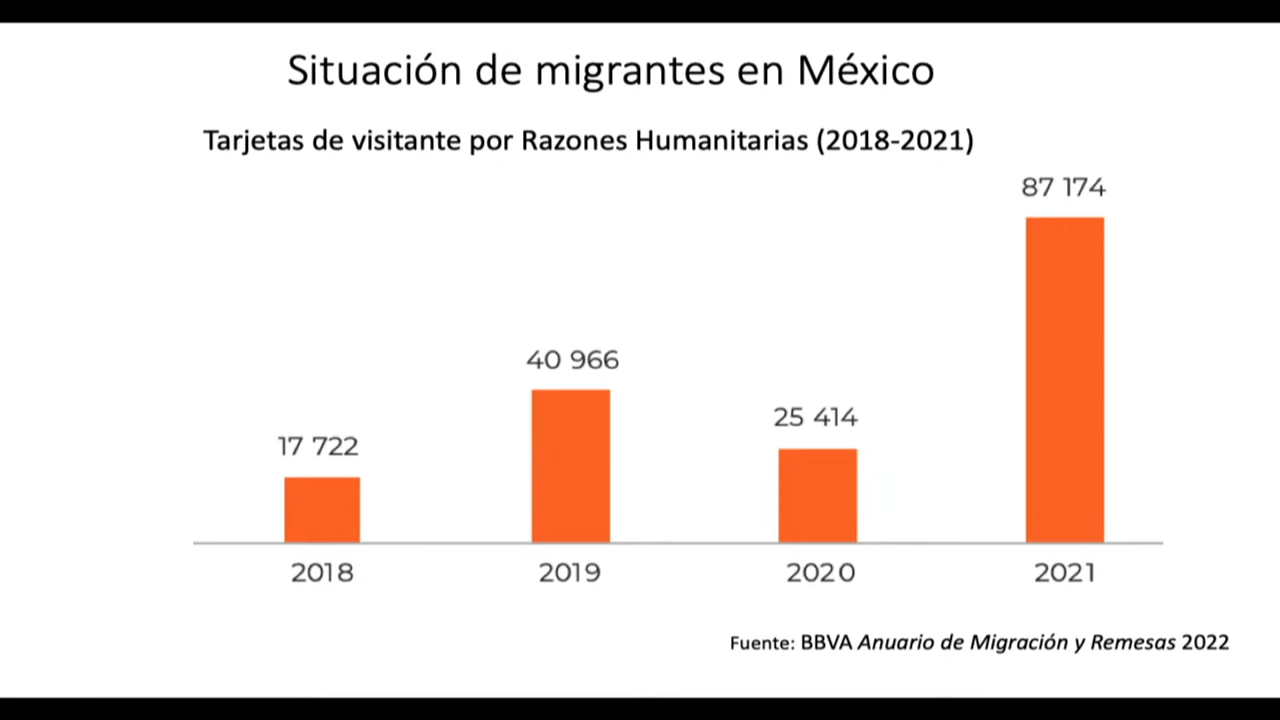 Situación de migrantes en México
Tarjetas de visitante por Razones Humanitarias (2018-2021)
87 174
40 966
25 414
17 722
2018 2019 2020 2021
Fuente: BBVA Anuario de Migración y Remesas 2022